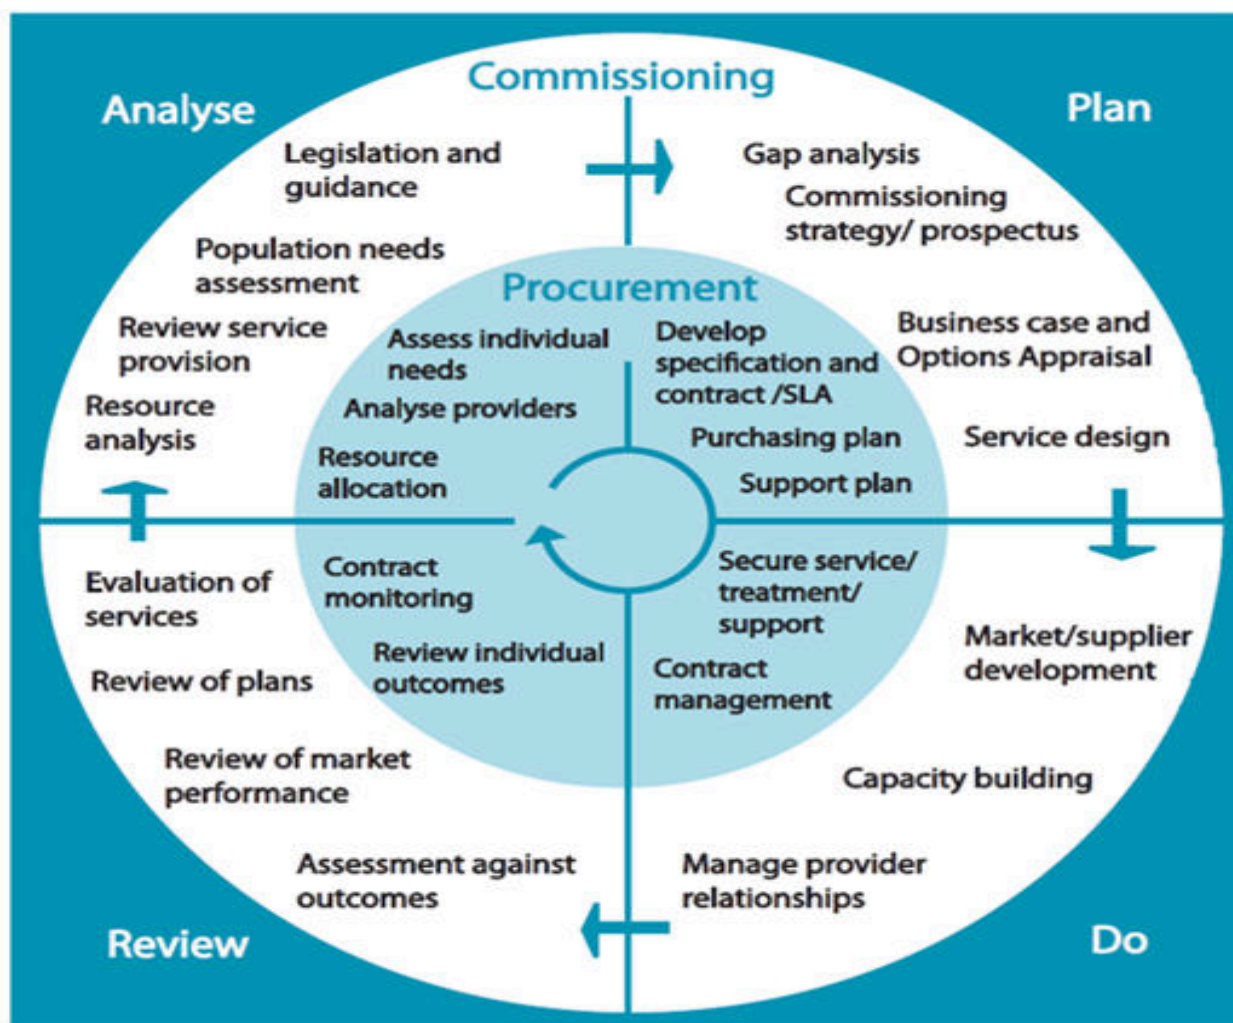 Commissioning
Analyse
Plan
Legislation and
guidance
Population needs
assessment
Review service
provision
Resource
analysis
Gap analysis
Commissioning
strategy/ prospectus
Business case and
Options Appraisal
Service design
Procurement
Assess individual
needs
Analyse providers
Resource
allocation
Develop
specification and
contract /SLA
Purchasing plan
Support plan
Contract
monitoring
Review individual
outcomes
Secure service/
treatment/
support
Contract
management
Evaluation of
services
Review of plans
Review of market
performance
Assessment against
outcomes
Market/supplier
development
Capacity building
Manage provider
relationships
Review
Do